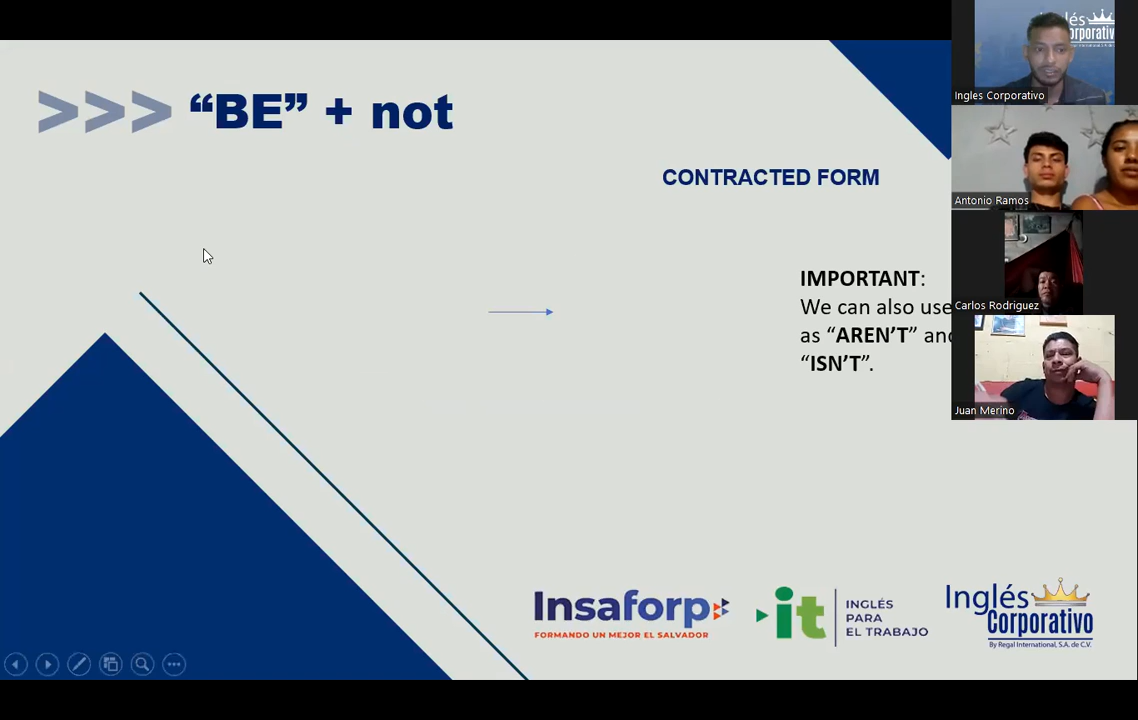 >>> “BE” + not
CONTRACTED FORM
IMPORTANT:
We can also use
as “AREN’T” and
“ISN’T”.
Insaforp
FORMANDO UN MEJOR EL SALVADOR
it
INGLÉS
PARA
EL TRABAJO
Inglés
Corporativo
By Regal International, S.A. de C.V.
Ingles Corporativo
Antonio Ramos
Carlos Rodriguez
Juan Merino